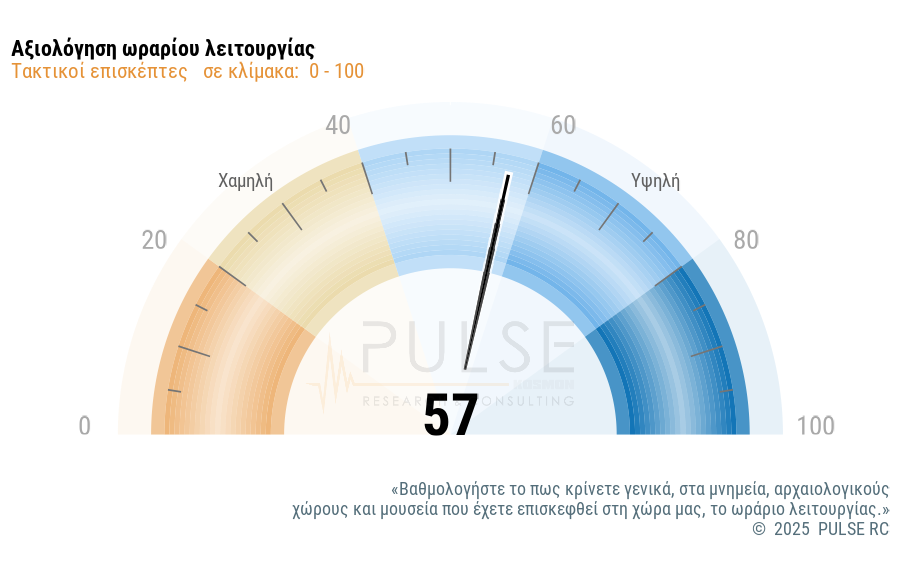 Αξιολόγηση ωραρίου λειτουργίας
Τακτικοί επισκέπτες σε κλίμακα: 0 - 100
40
60
Χαμηλή
Υψηλή
20
80
PULSE
RESEARCH & CONSULTING
57
0
100
«Βαθμολογήστε το πως κρίνετε γενικά, στα μνημεία, αρχαιολογικούς
χώρους και μουσεία που έχετε επισκεφθεί στη χώρα μας, το ωράριο λειτουργίας.»
© 2025 PULSE RC